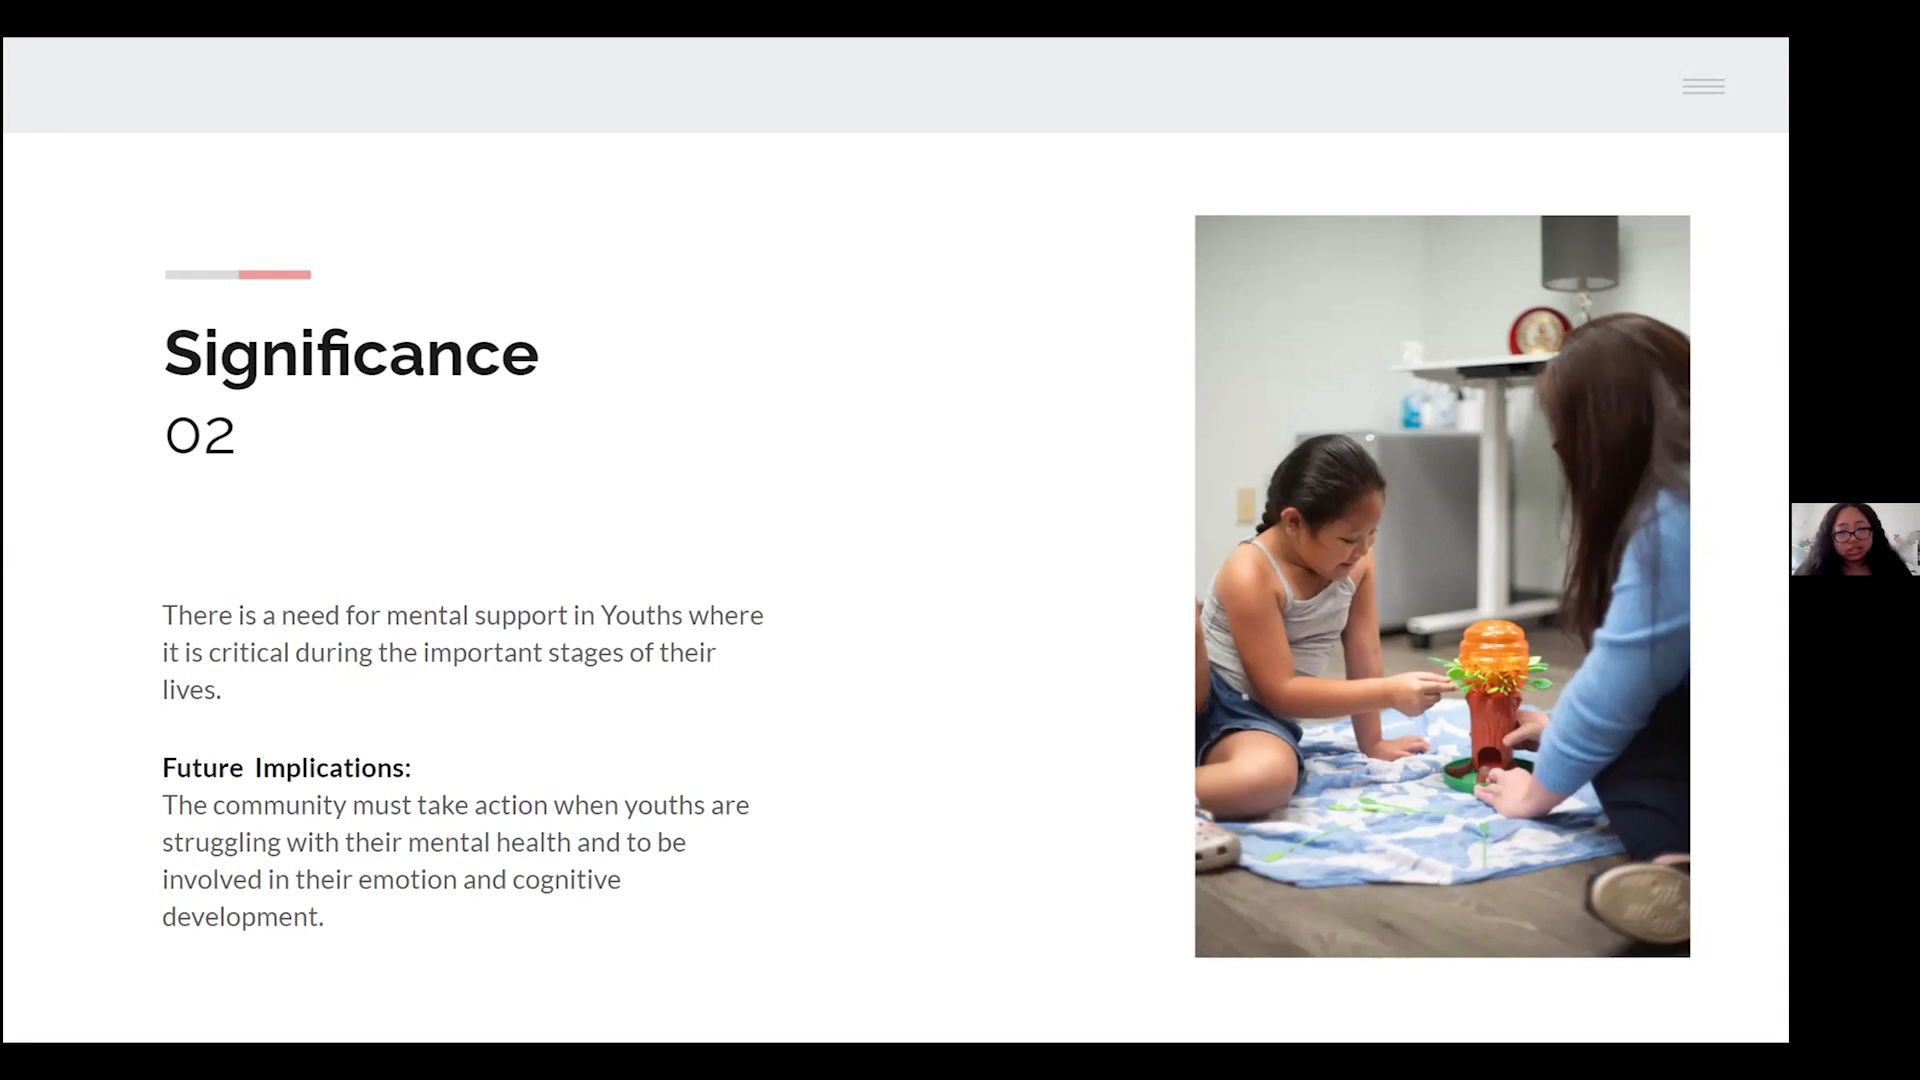 Significance
02
There is a need for mental support in Youths where
it is critical during the important stages of their
lives.
Future Implications:
The community must take action when youths are
struggling with their mental health and to be
involved in their emotion and cognitive
development.